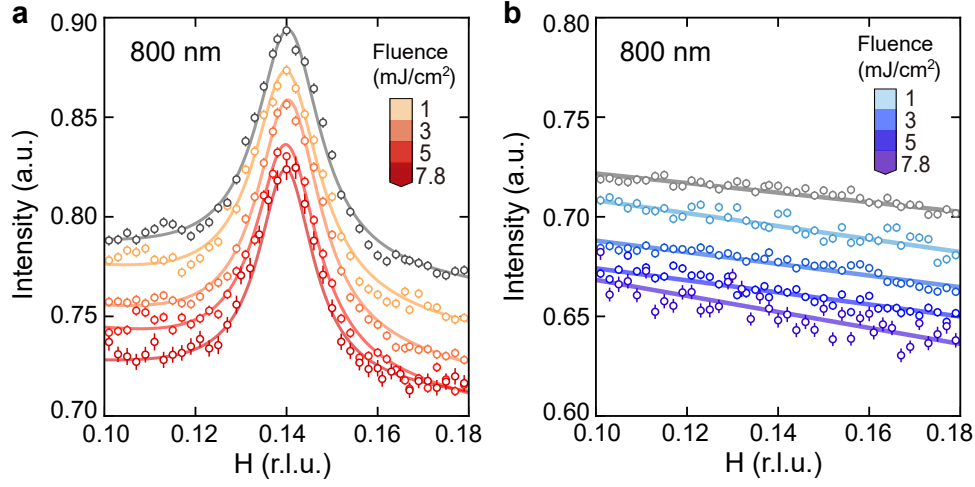 a
0.90
0.85
0.80
0.75
0.70
Intensity (a.u.)
800 nm
Fluence
(mJ/cm²)
1
3
5
7.8
0.10
0.12
0.14
0.16
0.18
H (r.l.u.)
b
0.80
0.75
0.70
0.65
0.60
Intensity (a.u.)
800 nm
Fluence
(mJ/cm²)
1
3
5
7.8
0.10
0.12
0.14
0.16
0.18
H (r.l.u.)